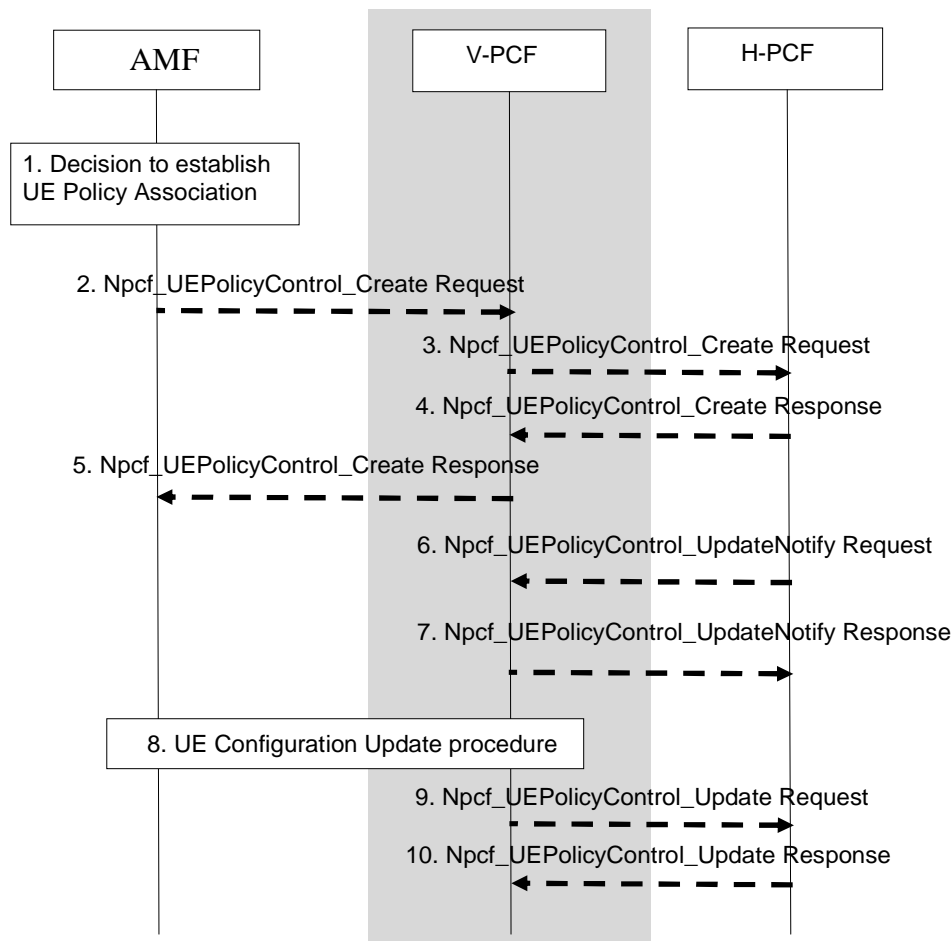 AMF
V-PCF
H-PCF
1. Decision to establish
UE Policy Association
2. Npcf_UEPolicyControl_Create Request
3. Npcf_UEPolicyControl_Create Request
4. Npcf_UEPolicyControl_Create Response
5. Npcf_UEPolicyControl_Create Response
6. Npcf_UEPolicyControl_UpdateNotify Request
7. Npcf_UEPolicyControl_UpdateNotify Response
8. UE Configuration Update procedure
9. Npcf_UEPolicyControl_Update Request
10. Npcf_UEPolicyControl_Update Response